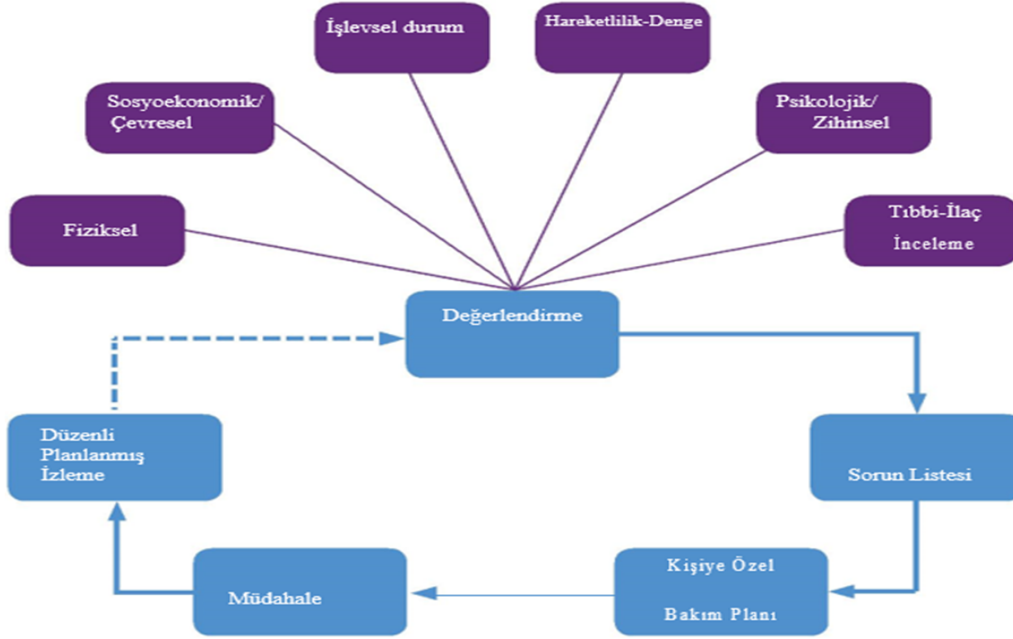 İşlevsel durum
Hareketlilik-Denge
Sosyoekonomik/
Çevresel
Psikolojik/
Zihinsel
Fiziksel
Tıbbi-İlaç
İnceleme
Değerlendirme
Düzenli
Planlanmış
İzleme
Sorun Listesi
Kişiye Özel
Bakım Planı
Müdahale